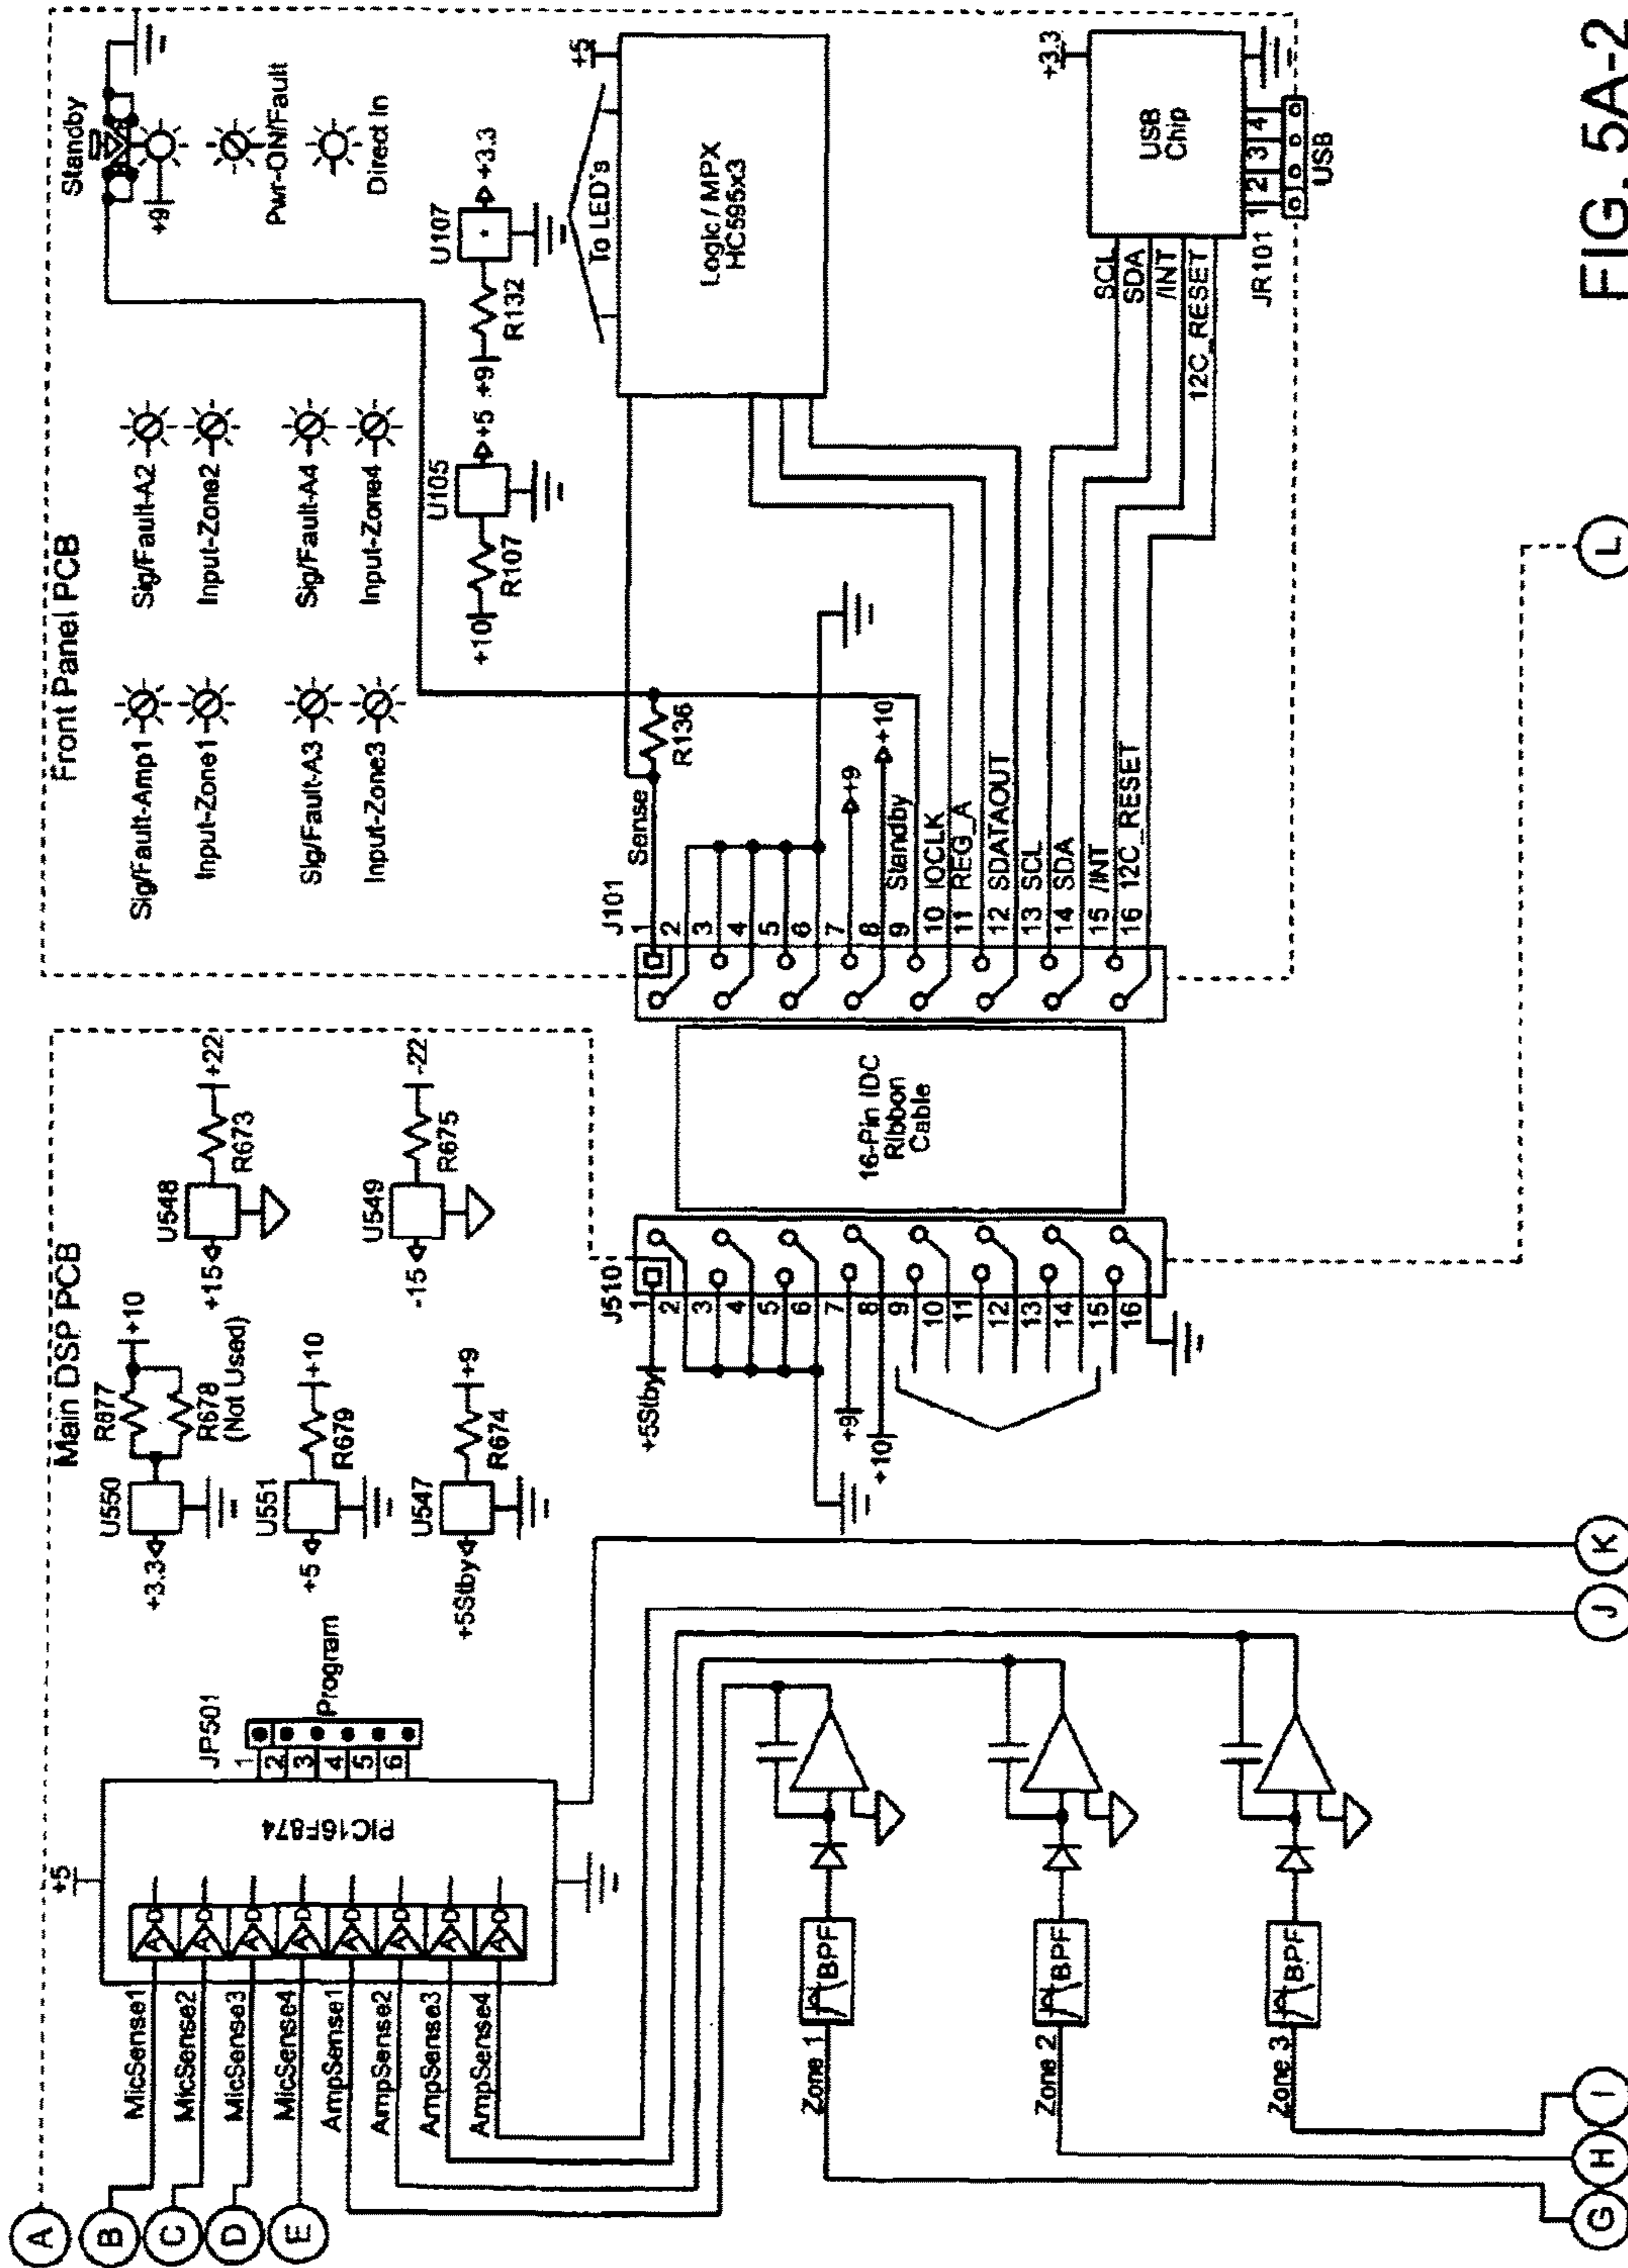 A
B
C
D
E
MicSense1
MicSense2
MicSense3
MicSense4
AmpSense1
AmpSense2
AmpSense3
AmpSense4
+5
A D
A D
A D
A D
A D
A D
A D
A D
PIC16F874
JP501
1
2
3
4
5
6
Program
Main DSP PCB
+3.3
U550
R877
R678
(Not Used)
+10
+5
U551
R679
+10
+5Stby
U547
R674
+9
+15
U548
R673
+22
-15
U549
R675
-22
Zone 1
BPF
Zone 2
BPF
Zone 3
BPF
G
H
I
J
K
L
J510
+5Stby
+9
+10
1
2
3
4
5
6
7
8
9
10
11
12
13
14
15
16
16-Pin IDC
Ribbon
Cable
Front Panel PCB
Sig/Fault-Amp1
Input-Zone1
Sig/Fault-A3
Input-Zone3
Sig/Fault-A2
Input-Zone2
Sig/Fault-A4
Input-Zone4
Standby
+9
Pwr-ON/Fault
Direct In
+10
R107
U105
+5
+9
R132
U107
+3.3
J101
1 Sense
2
3
4
5
6
7
8
9 Standby
10 IOCLK
11 REG_A
12 SDATAOUT
13 SCL
14 SDA
15 /INT
16 12C_RESET
R136
+9
+10
To LED's
+5
Logic / MPX
HC595x3
SCL
SDA
/INT
12C_RESET
+3.3
USB
Chip
JR101
1
2
3
4
USB
FIG. 5A-2